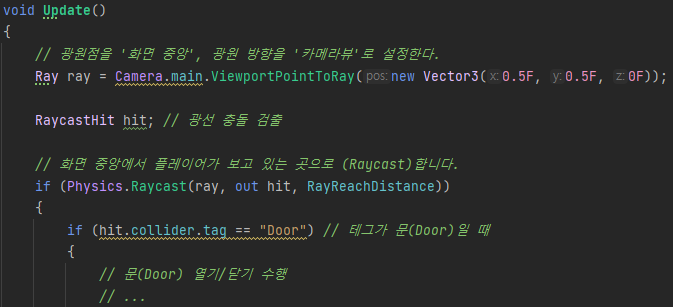 void Update()
{
// 광원점을 '화면 중앙', 광원 방향을 '카메라뷰'로 설정한다.
Ray ray = Camera.main.ViewportPointToRay(pos:new Vector3(x:0.5F, y:0.5F, z:0F));
RaycastHit hit; // 광선 충돌 검출
// 화면 중앙에서 플레이어가 보고 있는 곳으로 (Raycast)합니다.
if (Physics.Raycast(ray, out hit, RayReachDistance))
{
if (hit.collider.tag == "Door") // 테그가 문(Door)일 때
{
// 문(Door) 열기/닫기 수행
// ...